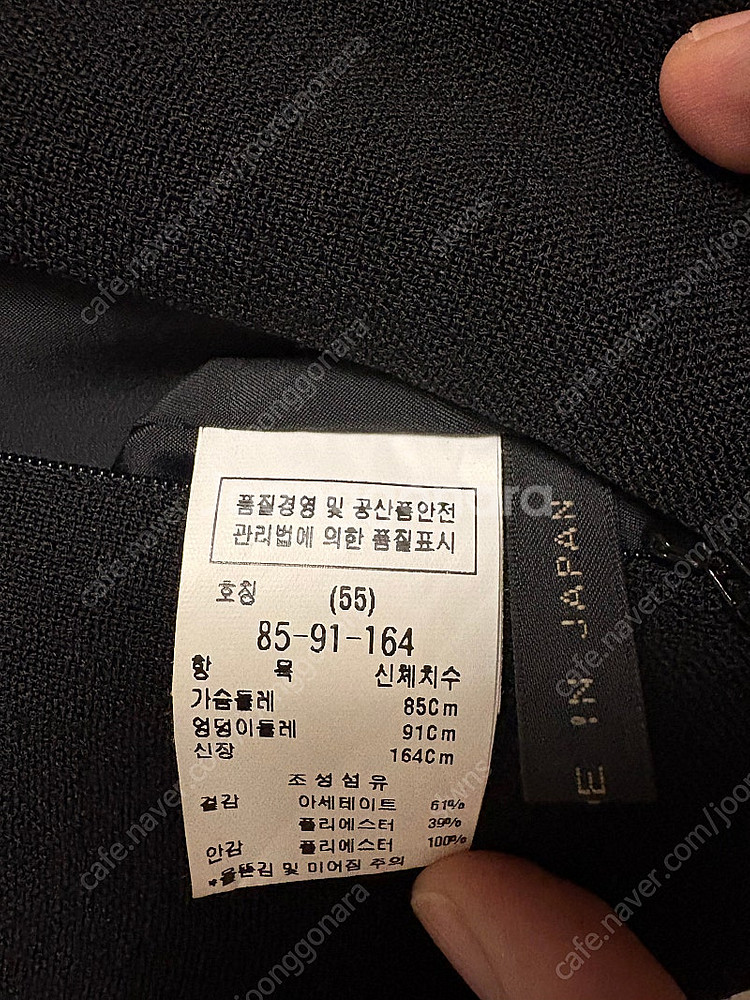 품질경영 및 공산품안전
관리법에 의한 품질표시
호칭 (55)
85-91-164
항 목 신체치수
가슴둘레 85Cm
엉덩이둘레 91Cm
신장 164Cm
조성섬유
겉감 아세테이트 61%
폴리에스터 39%
안감 폴리에스터 100%
*올뜯김 및 미어짐 주의
E IN JAPAN
cafe.naver.com/joonggonara